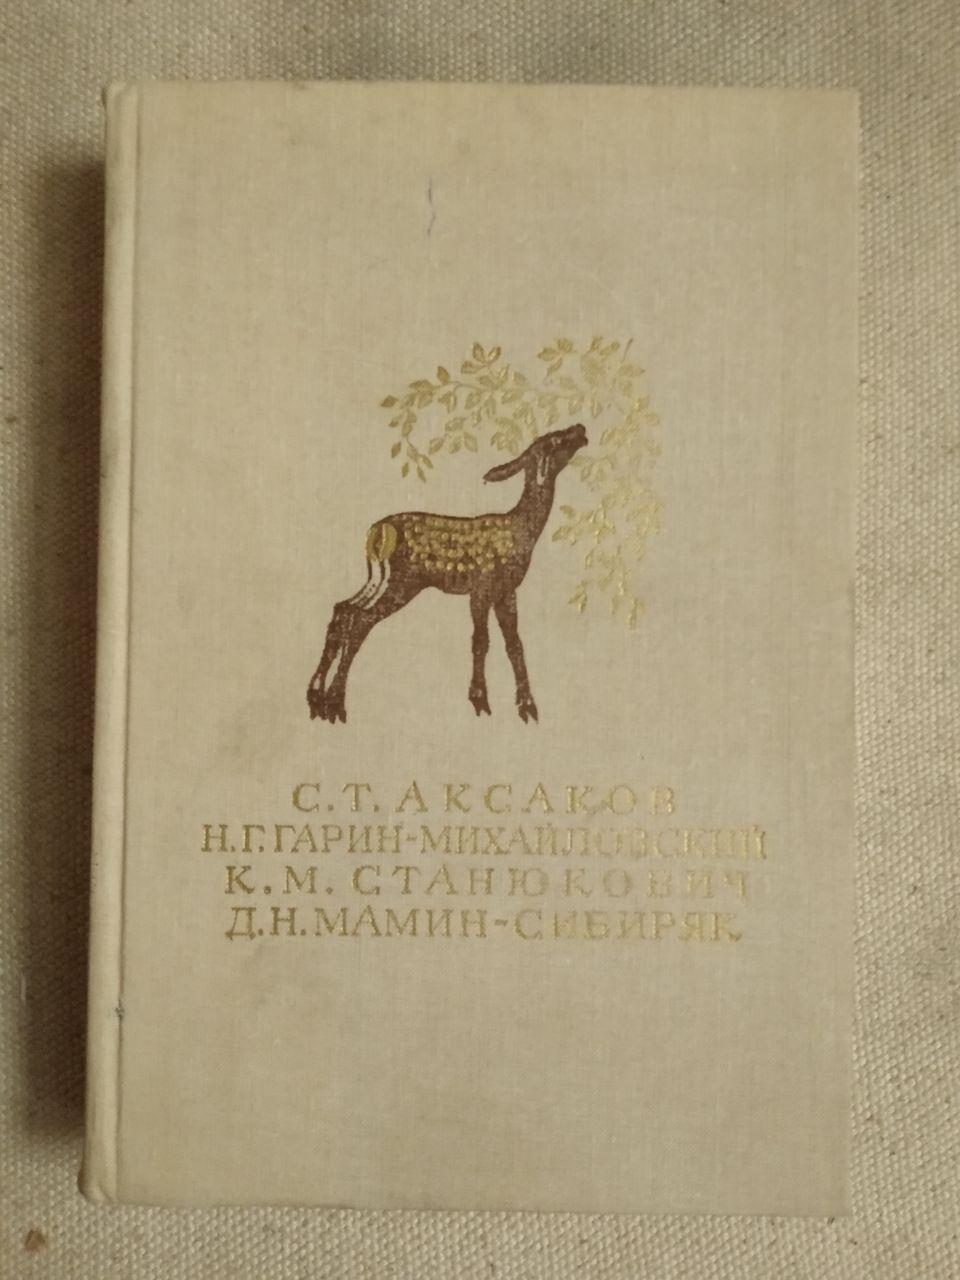 С.Т. АКСАКОВ
Н.Г. ГАРИН-МИХАЙЛОВСКИЙ
К.М. СТАНЮКОВИЧ
Д.Н. МАМИН-СИБИРЯК